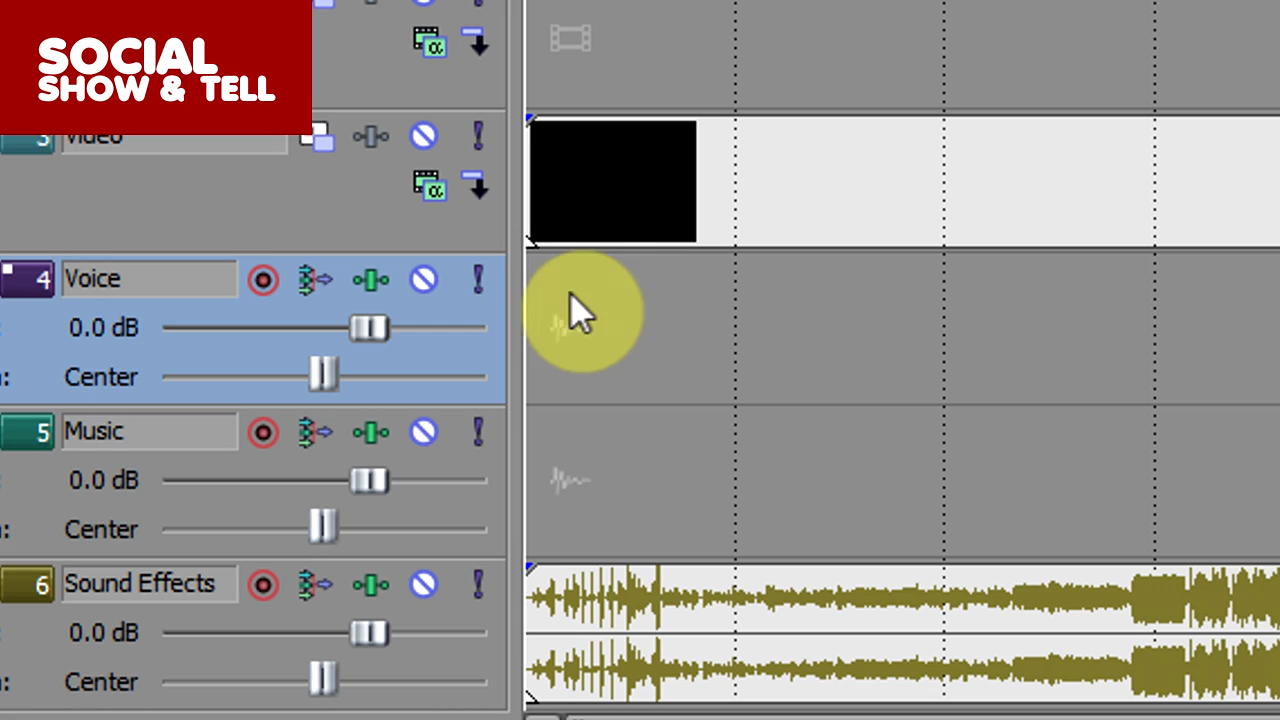 SOCIAL
SHOW & TELL
3 Video
4 Voice
0.0 dB
Center
5 Music
0.0 dB
Center
6 Sound Effects
0.0 dB
Center